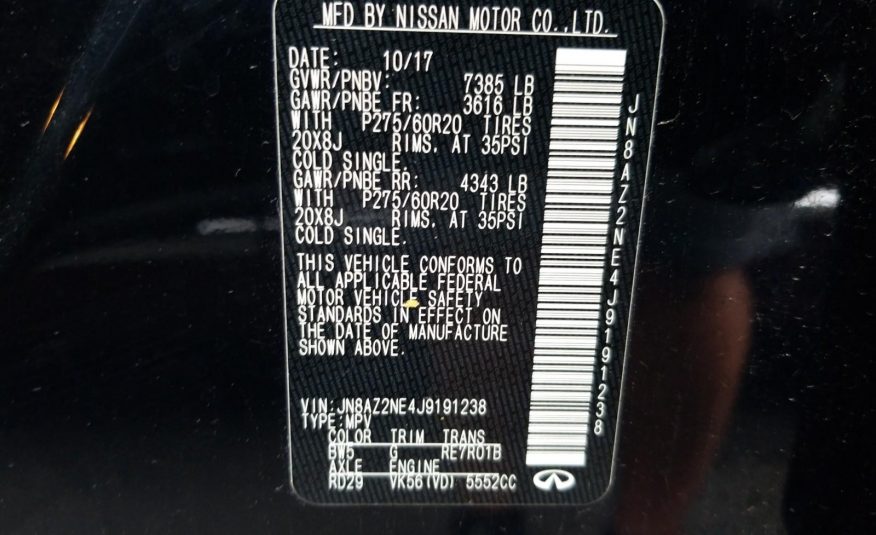 MFD BY NISSAN MOTOR CO.,LTD.
DATE: 10/17
GVWR/PNBV: 7385 LB
GAWR/PNBE FR: 3616 LB
WITH P275/60R20 TIRES
20X8J RIMS, AT 35PSI
COLD SINGLE.
GAWR/PNBE RR: 4343 LB
WITH P275/60R20 TIRES
20X8J RIMS, AT 35PSI
COLD SINGLE.
THIS VEHICLE CONFORMS TO
ALL APPLICABLE FEDERAL
MOTOR VEHICLE SAFETY
STANDARDS IN EFFECT ON
THE DATE OF MANUFACTURE
SHOWN ABOVE.
VIN:JN8AZ2NE4J9191238
TYPE:MPV
COLOR TRIM TRANS
BW5 G RE7R01B
AXLE ENGINE
RD29 VK56(VD) 5552CC
JN8AZ2NE4J9191238